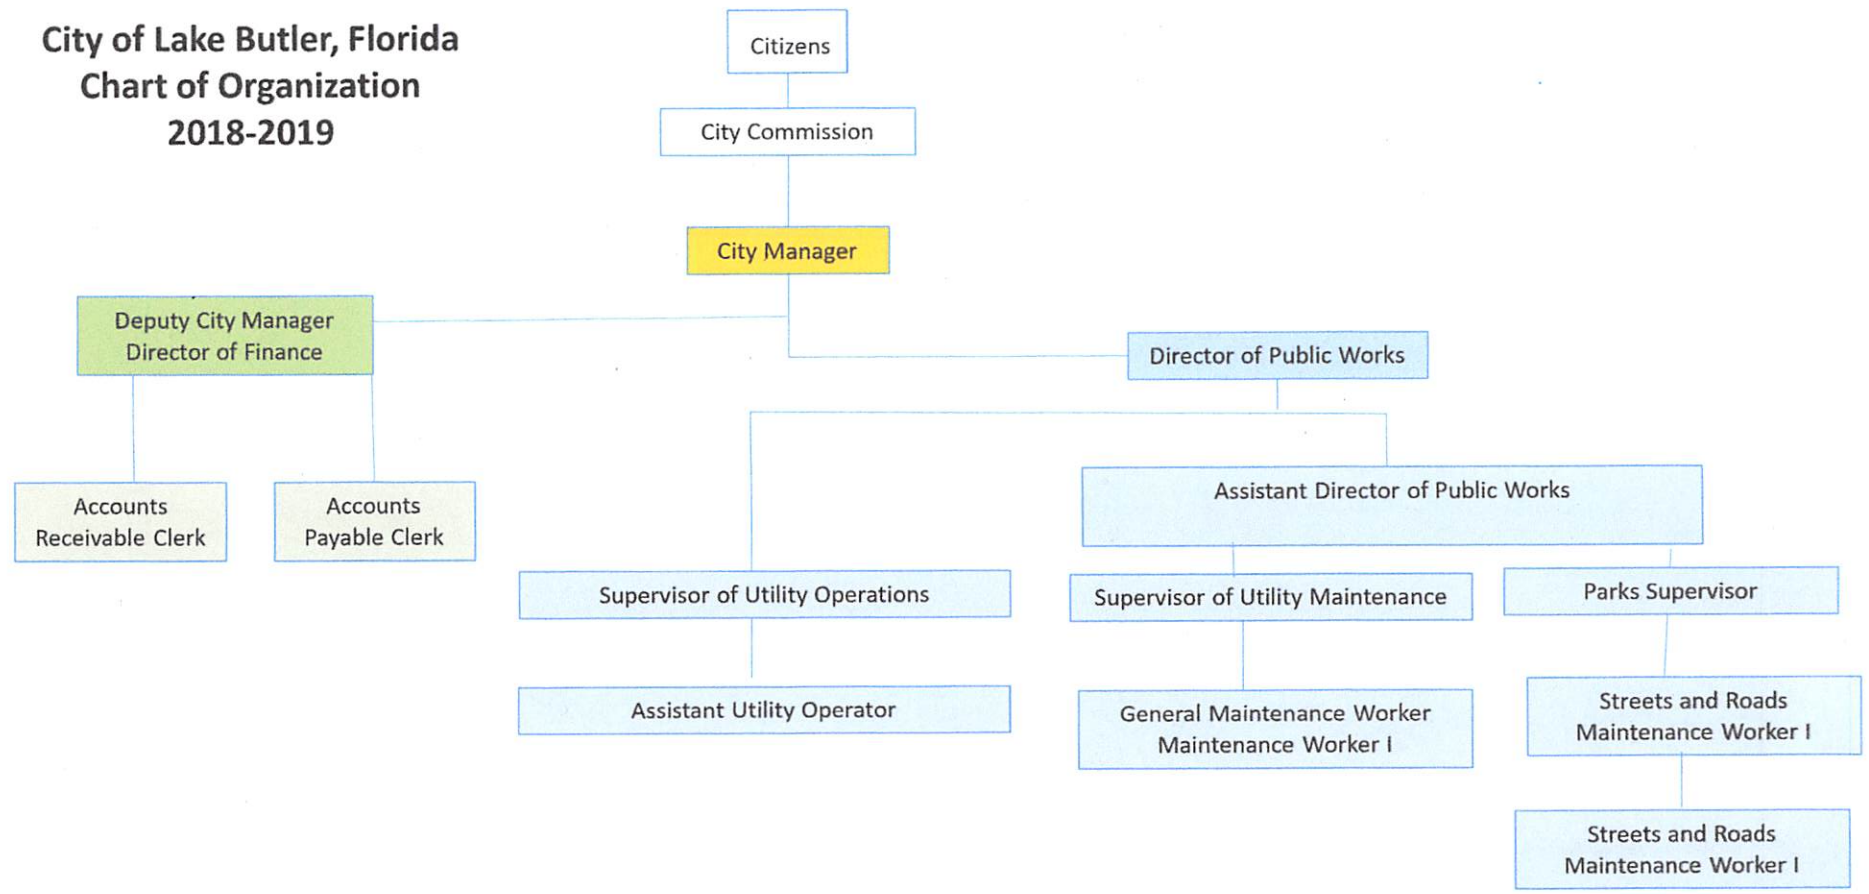 City of Lake Butler, Florida
Chart of Organization
2018-2019
Citizens
City Commission
City Manager
Deputy City Manager
Director of Finance
Director of Public Works
Accounts
Receivable Clerk
Accounts
Payable Clerk
Assistant Director of Public Works
Supervisor of Utility Operations
Supervisor of Utility Maintenance
Parks Supervisor
Assistant Utility Operator
General Maintenance Worker
Maintenance Worker I
Streets and Roads
Maintenance Worker I
Streets and Roads
Maintenance Worker I